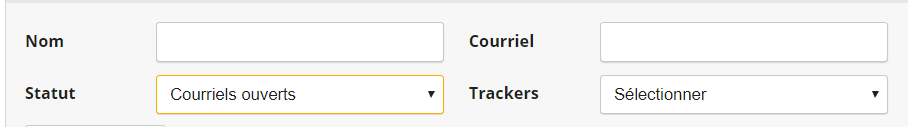 Nom Courriel
Statut Courriels ouverts Trackers Sélectionner